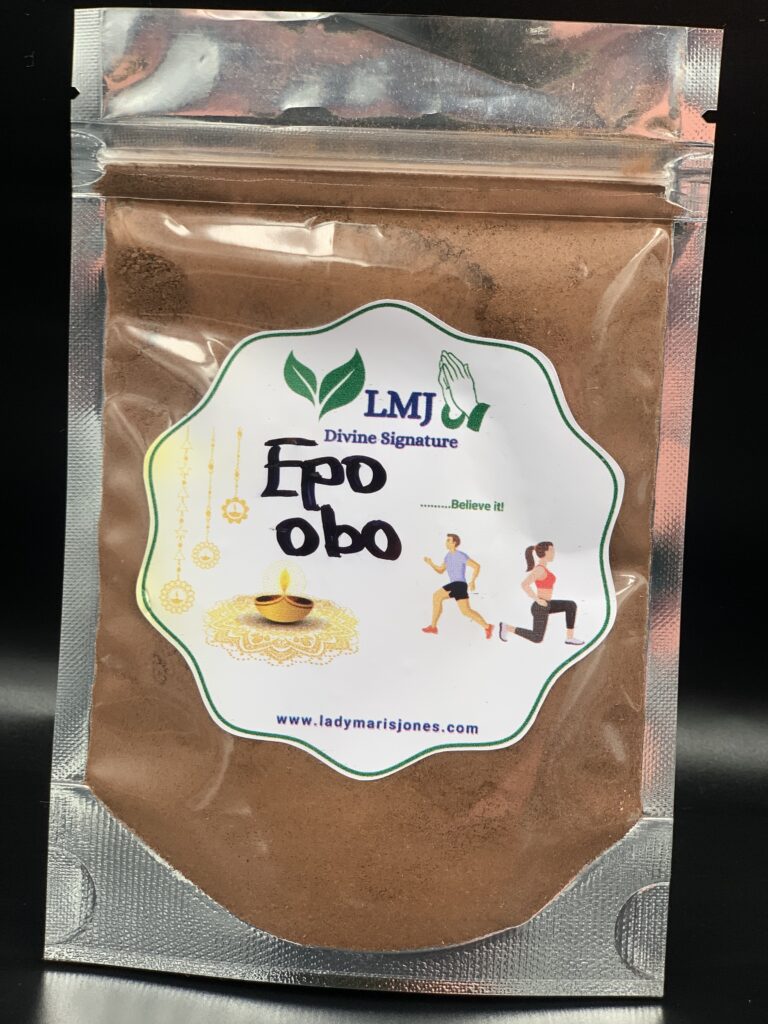 LMJ
Divine Signature
Epo
obo
.........Believe it!
www.ladymarisjones.com